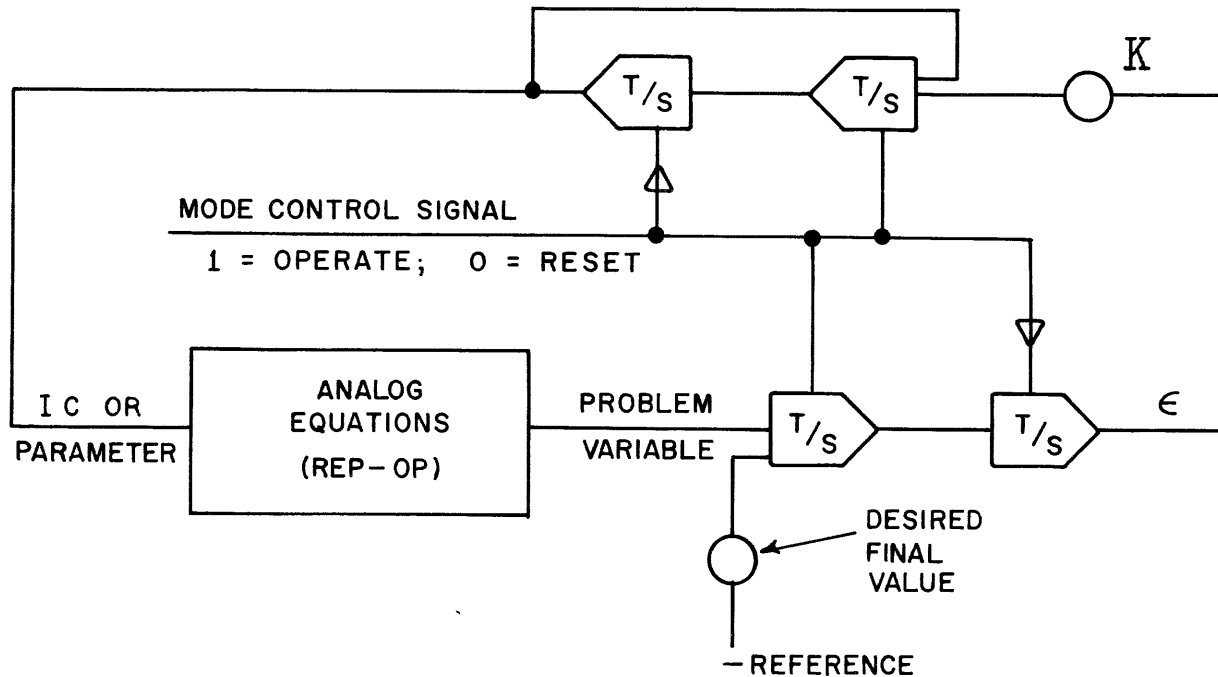 K
T/S
T/S
MODE CONTROL SIGNAL
1 = OPERATE; 0 = RESET
IC OR
PARAMETER
ANALOG
EQUATIONS
(REP-OP)
PROBLEM
VARIABLE
T/S
T/S
ϵ
DESIRED
FINAL
VALUE
-REFERENCE